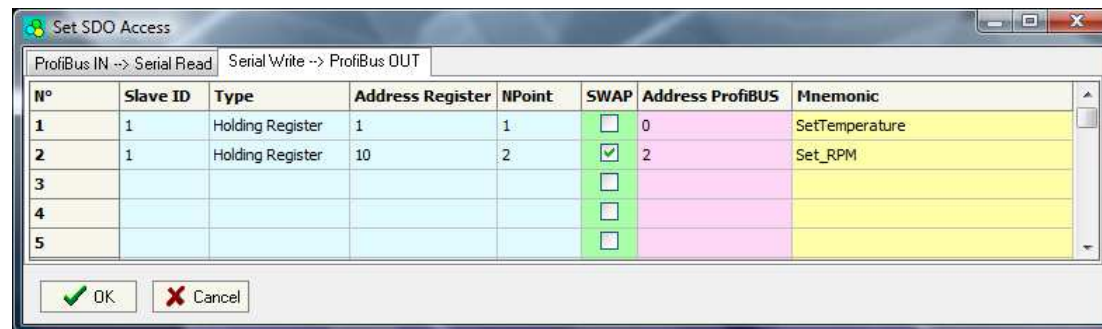 Set SDO Access
ProfiBus IN --> Serial Read Serial Write --> ProfiBus OUT
N° Slave ID Type Address Register NPoint SWAP Address ProfiBUS Mnemonic
1 1 Holding Register 1 1 0 SetTemperature
2 1 Holding Register 10 2 2 Set_RPM
3
4
5
OK Cancel